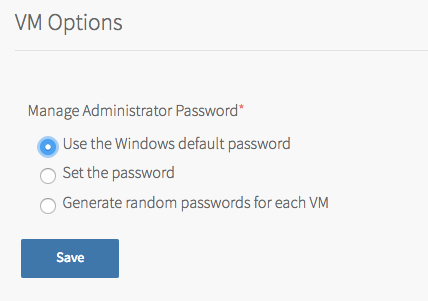 VM Options
Manage Administrator Password*
Use the Windows default password
Set the password
Generate random passwords for each VM
Save